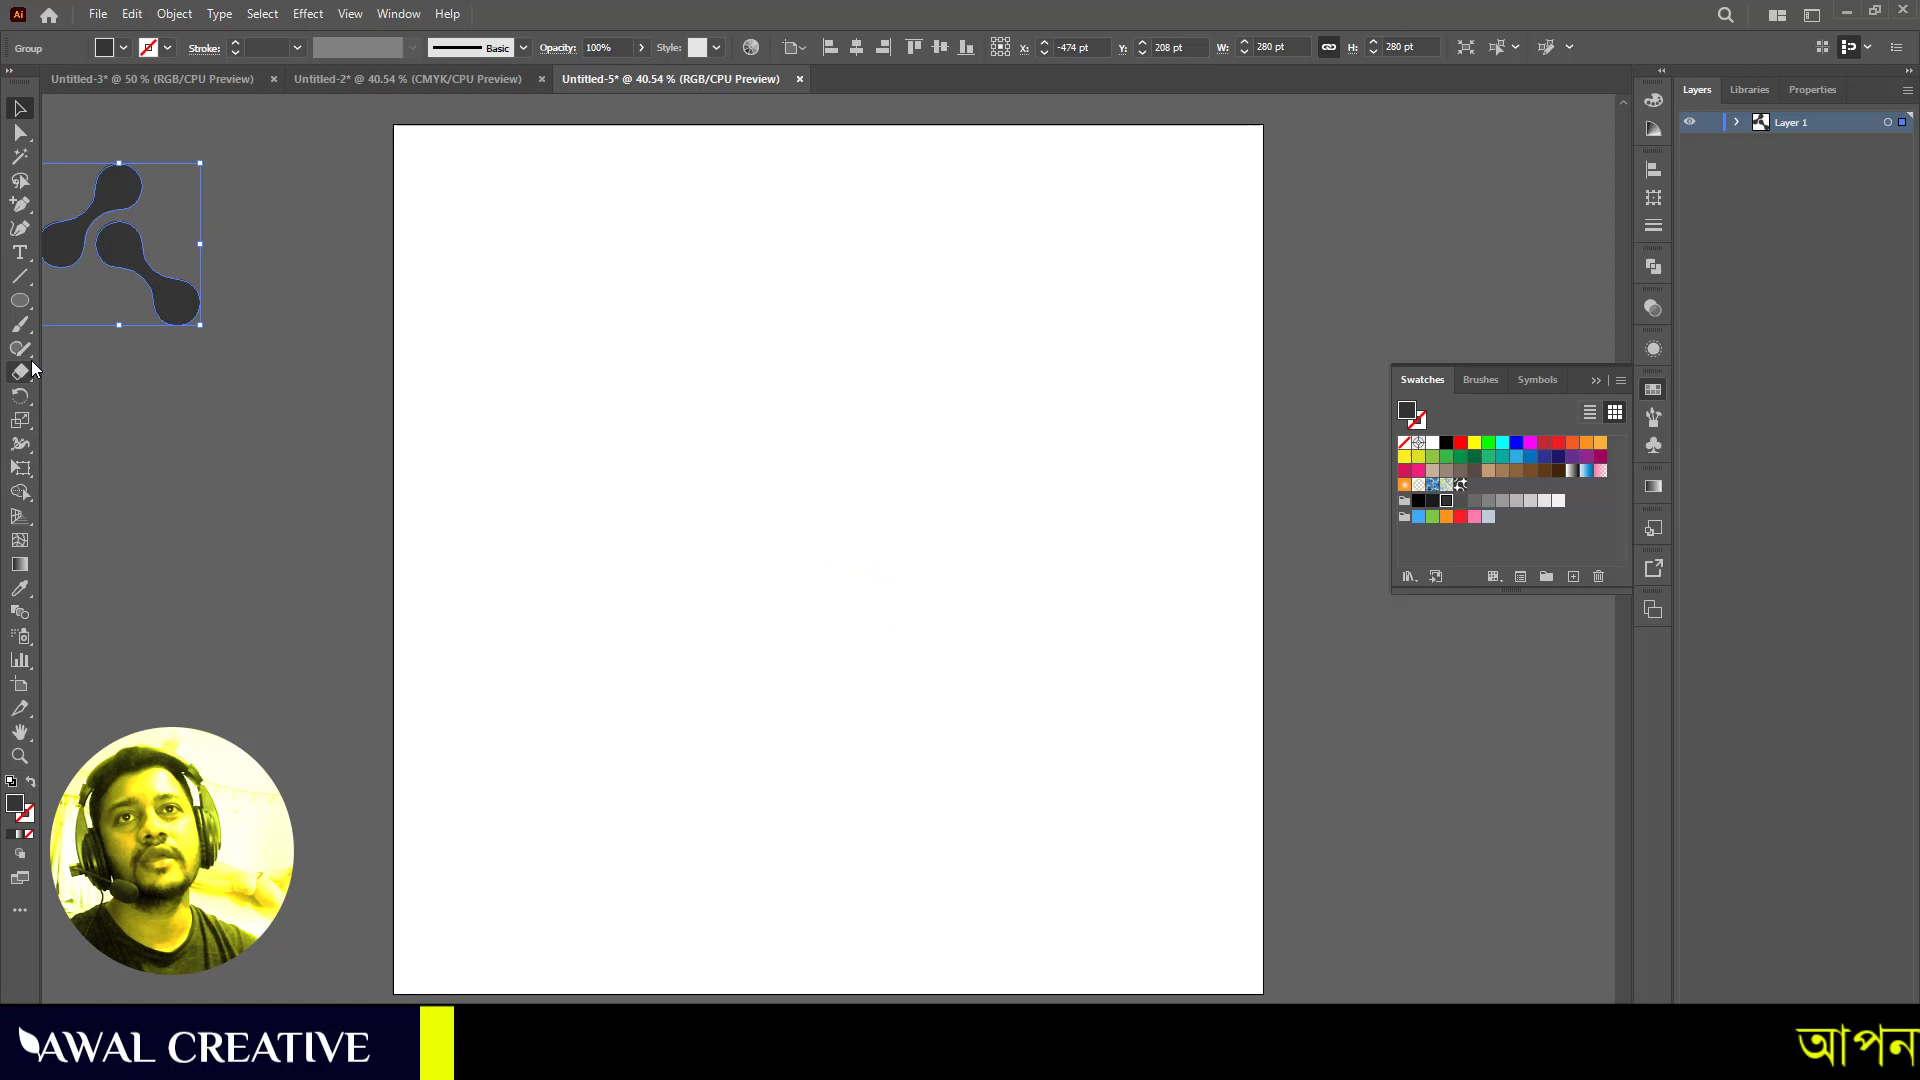 Ai File Edit Object Type Select Effect View Window Help
Group Stroke: Basic Opacity: 100% Style: X: -474 pt Y: 208 pt W: 280 pt H: 280 pt
Untitled-3* @ 50 % (RGB/CPU Preview) × Untitled-2* @ 40.54 % (CMYK/CPU Preview) × Untitled-5* @ 40.54 % (RGB/CPU Preview) ×
Layers Libraries Properties
Layer 1
Swatches Brushes Symbols
AWAL CREATIVE
আপন